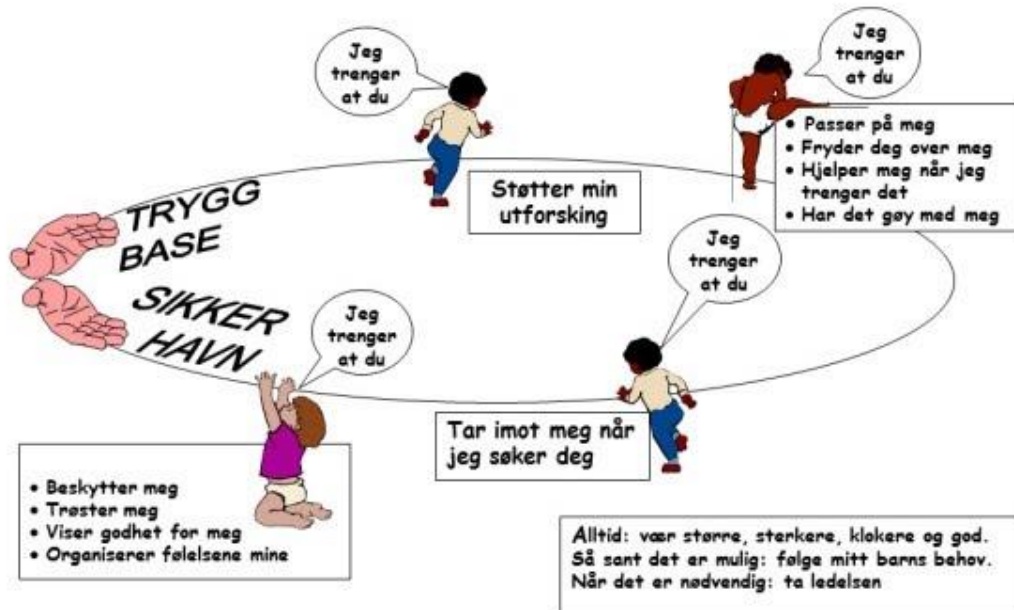 Jeg
trenger
at du
Jeg
trenger
at du
• Passer på meg
• Fryder deg over meg
• Hjelper meg når jeg
trenger det
• Har det gøy med meg
Støtter min
utforsking
TRYGG
BASE
SIKKER
HAVN
Jeg
trenger
at du
Jeg
trenger
at du
Tar imot meg når
jeg søker deg
• Beskytter meg
• Trøster meg
• Viser godhet for meg
• Organiserer følelsene mine
Alltid: vær større, sterkere, klokere og god.
Så sant det er mulig: følge mitt barns behov.
Når det er nødvendig: ta ledelsen